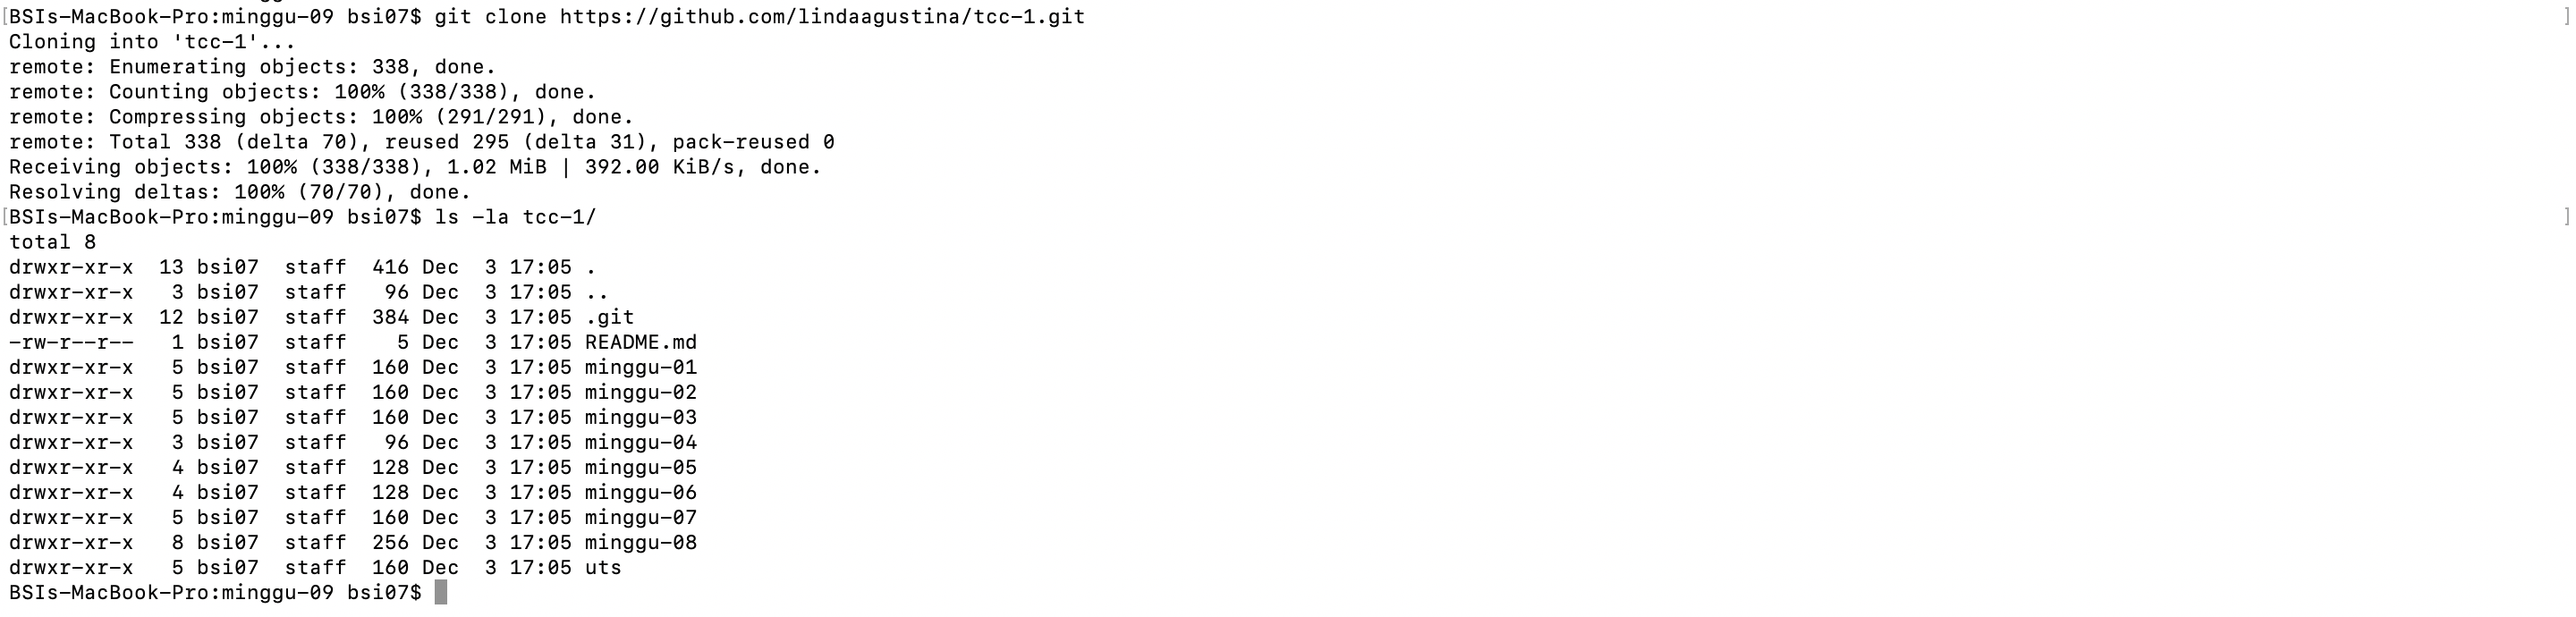 [BSIs-MacBook-Pro:minggu-09 bsi07$ git clone https://github.com/lindaagustina/tcc-1.git ]
Cloning into 'tcc-1'...
remote: Enumerating objects: 338, done.
remote: Counting objects: 100% (338/338), done.
remote: Compressing objects: 100% (291/291), done.
remote: Total 338 (delta 70), reused 295 (delta 31), pack-reused 0
Receiving objects: 100% (338/338), 1.02 MiB | 392.00 KiB/s, done.
Resolving deltas: 100% (70/70), done.
[BSIs-MacBook-Pro:minggu-09 bsi07$ ls -la tcc-1/ ]
total 8
drwxr-xr-x  13 bsi07  staff  416 Dec  3 17:05 .
drwxr-xr-x   3 bsi07  staff   96 Dec  3 17:05 ..
drwxr-xr-x  12 bsi07  staff  384 Dec  3 17:05 .git
-rw-r--r--   1 bsi07  staff    5 Dec  3 17:05 README.md
drwxr-xr-x   5 bsi07  staff  160 Dec  3 17:05 minggu-01
drwxr-xr-x   5 bsi07  staff  160 Dec  3 17:05 minggu-02
drwxr-xr-x   5 bsi07  staff  160 Dec  3 17:05 minggu-03
drwxr-xr-x   3 bsi07  staff   96 Dec  3 17:05 minggu-04
drwxr-xr-x   4 bsi07  staff  128 Dec  3 17:05 minggu-05
drwxr-xr-x   4 bsi07  staff  128 Dec  3 17:05 minggu-06
drwxr-xr-x   5 bsi07  staff  160 Dec  3 17:05 minggu-07
drwxr-xr-x   8 bsi07  staff  256 Dec  3 17:05 minggu-08
drwxr-xr-x   5 bsi07  staff  160 Dec  3 17:05 uts
BSIs-MacBook-Pro:minggu-09 bsi07$